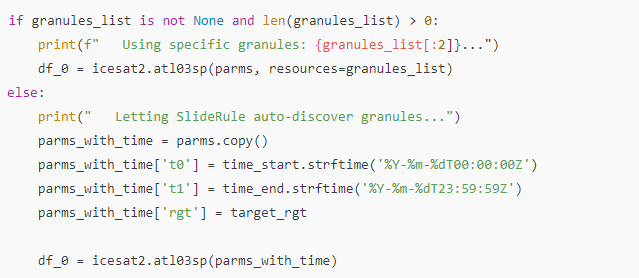 if granules_list is not None and len(granules_list) > 0:
    print(f"   Using specific granules: {granules_list[:2]}...")
    df_0 = icesat2.atl03sp(parms, resources=granules_list)
else:
    print("   Letting SlideRule auto-discover granules...")
    parms_with_time = parms.copy()
    parms_with_time['t0'] = time_start.strftime('%Y-%m-%dT00:00:00Z')
    parms_with_time['t1'] = time_end.strftime('%Y-%m-%dT23:59:59Z')
    parms_with_time['rgt'] = target_rgt

    df_0 = icesat2.atl03sp(parms_with_time)